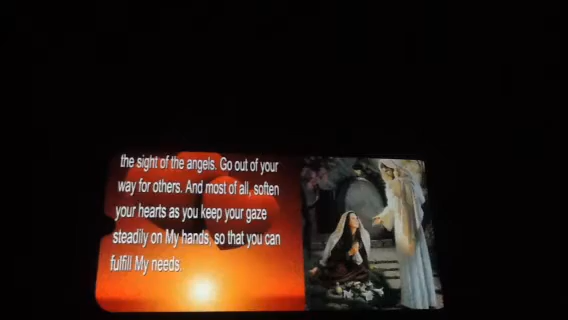 the sight of the angels. Go out of your
way for others. And most of all, soften
your hearts as you keep your gaze
steadily on My hands, so that you can
fulfill My needs.